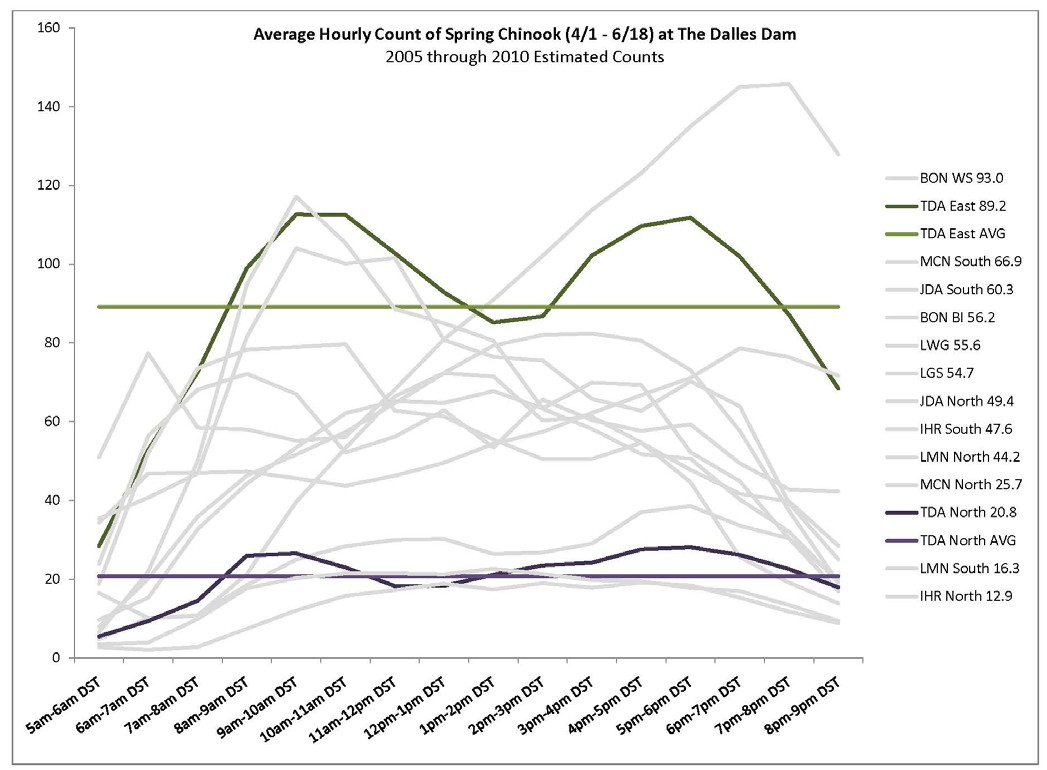 Average Hourly Count of Spring Chinook (4/1 - 6/18) at The Dalles Dam
2005 through 2010 Estimated Counts
160
140
120
100
80
60
40
20
0
5am-6am DST
6am-7am DST
7am-8am DST
8am-9am DST
9am-10am DST
10am-11am DST
11am-12pm DST
12pm-1pm DST
1pm-2pm DST
2pm-3pm DST
3pm-4pm DST
4pm-5pm DST
5pm-6pm DST
6pm-7pm DST
7pm-8pm DST
8pm-9pm DST
BON WS 93.0
TDA East 89.2
TDA East AVG
MCN South 66.9
JDA South 60.3
BON BI 56.2
LWG 55.6
LGS 54.7
JDA North 49.4
IHR South 47.6
LMN North 44.2
MCN North 25.7
TDA North 20.8
TDA North AVG
LMN South 16.3
IHR North 12.9